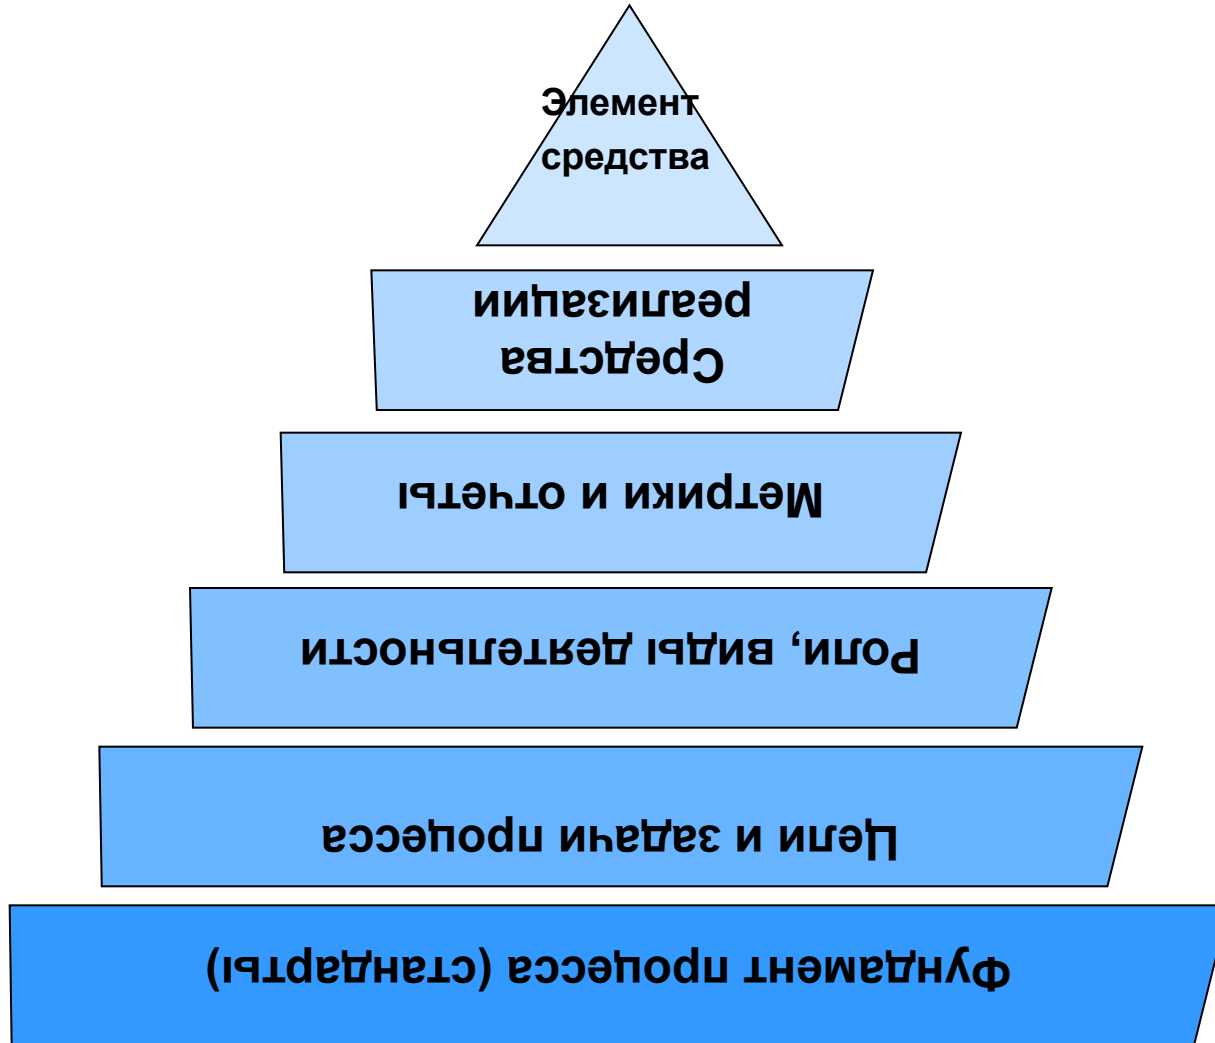 Элемент
средства
Средства
реализации
Метрики и отчеты
Роли, виды деятельности
Цели и задачи процесса
Фундамент процесса (стандарты)